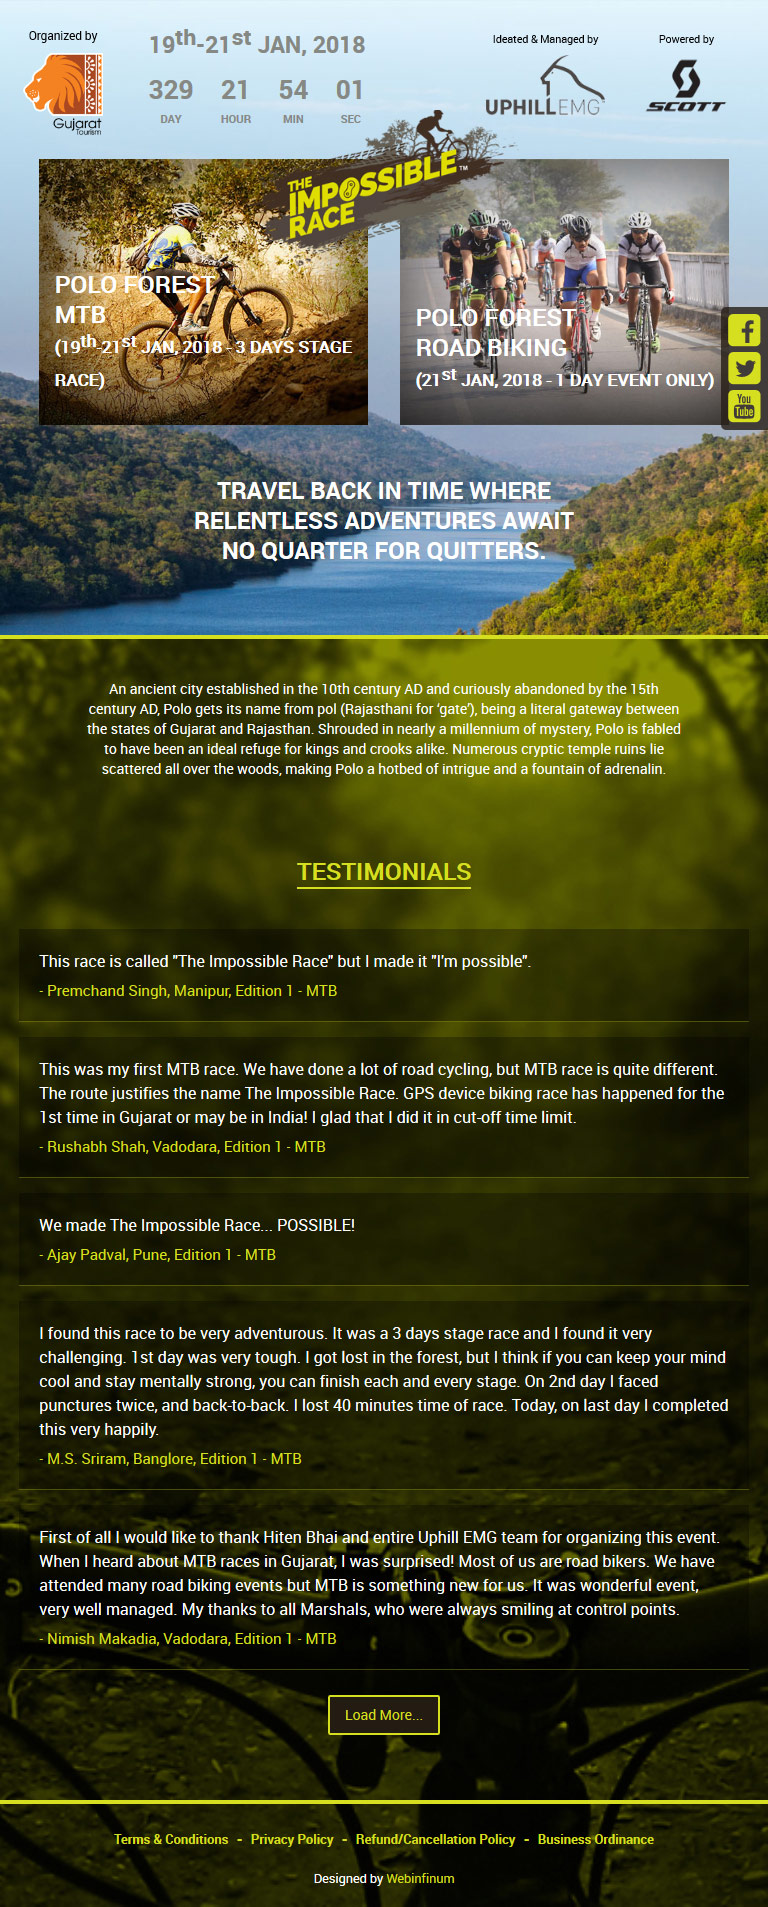 Organized by
Gujarat
Tourism
19th-21st JAN, 2018
329 21 54 01
DAY HOUR MIN SEC
Ideated & Managed by
UPHILLEMG
Powered by
SCOTT
THE
IMPOSSIBLE™
RACE
POLO FOREST
MTB
(19th-21st JAN, 2018 - 3 DAYS STAGE
RACE)
POLO FOREST
ROAD BIKING
(21st JAN, 2018 - 1 DAY EVENT ONLY)
You
Tube
TRAVEL BACK IN TIME WHERE
RELENTLESS ADVENTURES AWAIT
NO QUARTER FOR QUITTERS.
An ancient city established in the 10th century AD and curiously abandoned by the 15th
century AD, Polo gets its name from pol (Rajasthani for ‘gate’), being a literal gateway between
the states of Gujarat and Rajasthan. Shrouded in nearly a millennium of mystery, Polo is fabled
to have been an ideal refuge for kings and crooks alike. Numerous cryptic temple ruins lie
scattered all over the woods, making Polo a hotbed of intrigue and a fountain of adrenalin.
TESTIMONIALS
This race is called "The Impossible Race" but I made it "I'm possible".
- Premchand Singh, Manipur, Edition 1 - MTB
This was my first MTB race. We have done a lot of road cycling, but MTB race is quite different.
The route justifies the name The Impossible Race. GPS device biking race has happened for the
1st time in Gujarat or may be in India! I glad that I did it in cut-off time limit.
- Rushabh Shah, Vadodara, Edition 1 - MTB
We made The Impossible Race... POSSIBLE!
- Ajay Padval, Pune, Edition 1 - MTB
I found this race to be very adventurous. It was a 3 days stage race and I found it very
challenging. 1st day was very tough. I got lost in the forest, but I think if you can keep your mind
cool and stay mentally strong, you can finish each and every stage. On 2nd day I faced
punctures twice, and back-to-back. I lost 40 minutes time of race. Today, on last day I completed
this very happily.
- M.S. Sriram, Banglore, Edition 1 - MTB
First of all I would like to thank Hiten Bhai and entire Uphill EMG team for organizing this event.
When I heard about MTB races in Gujarat, I was surprised! Most of us are road bikers. We have
attended many road biking events but MTB is something new for us. It was wonderful event,
very well managed. My thanks to all Marshals, who were always smiling at control points.
- Nimish Makadia, Vadodara, Edition 1 - MTB
Load More...
Terms & Conditions - Privacy Policy - Refund/Cancellation Policy - Business Ordinance
Designed by Webinfinum